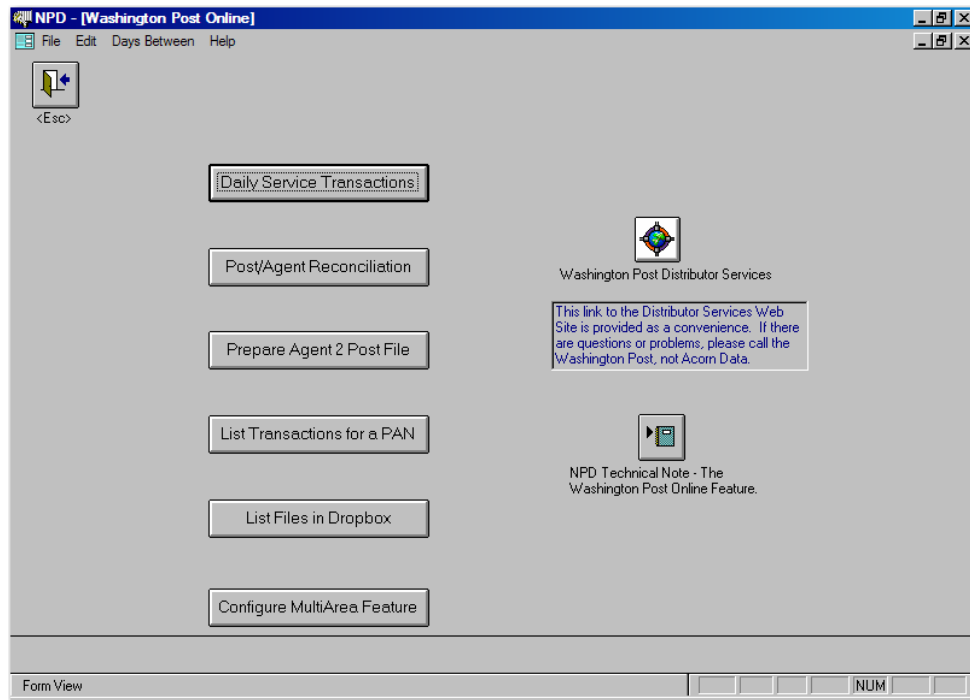 NPD - [Washington Post Online]
File Edit Days Between Help
<Esc>
Daily Service Transactions
Post/Agent Reconciliation
Prepare Agent 2 Post File
List Transactions for a PAN
List Files in Dropbox
Configure MultiArea Feature
Washington Post Distributor Services
This link to the Distributor Services Web
Site is provided as a convenience.  If there
are questions or problems, please call the
Washington Post, not Acorn Data.
NPD Technical Note - The
Washington Post Online Feature.
Form View
NUM